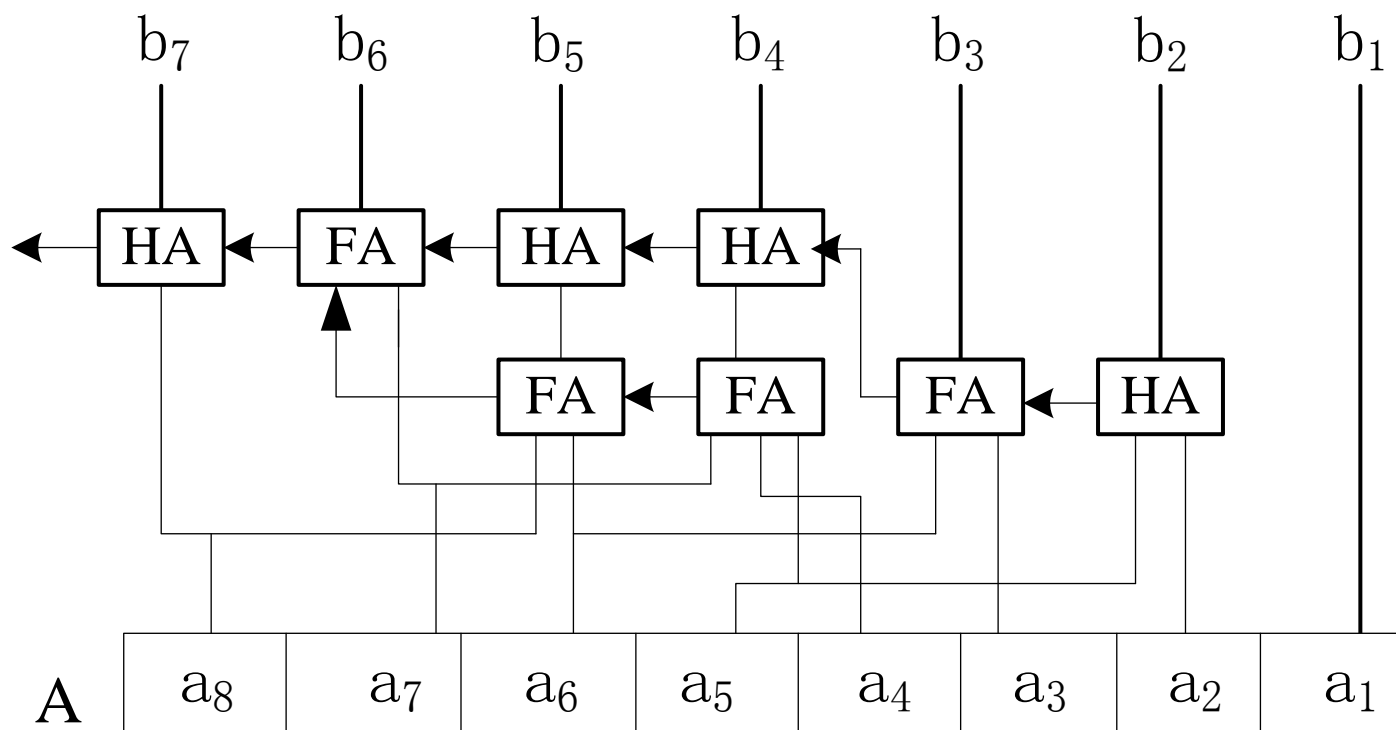 b₇ b₆ b₅ b₄ b₃ b₂ b₁
HA FA HA HA
FA FA FA HA
A a₈ a₇ a₆ a₅ a₄ a₃ a₂ a₁